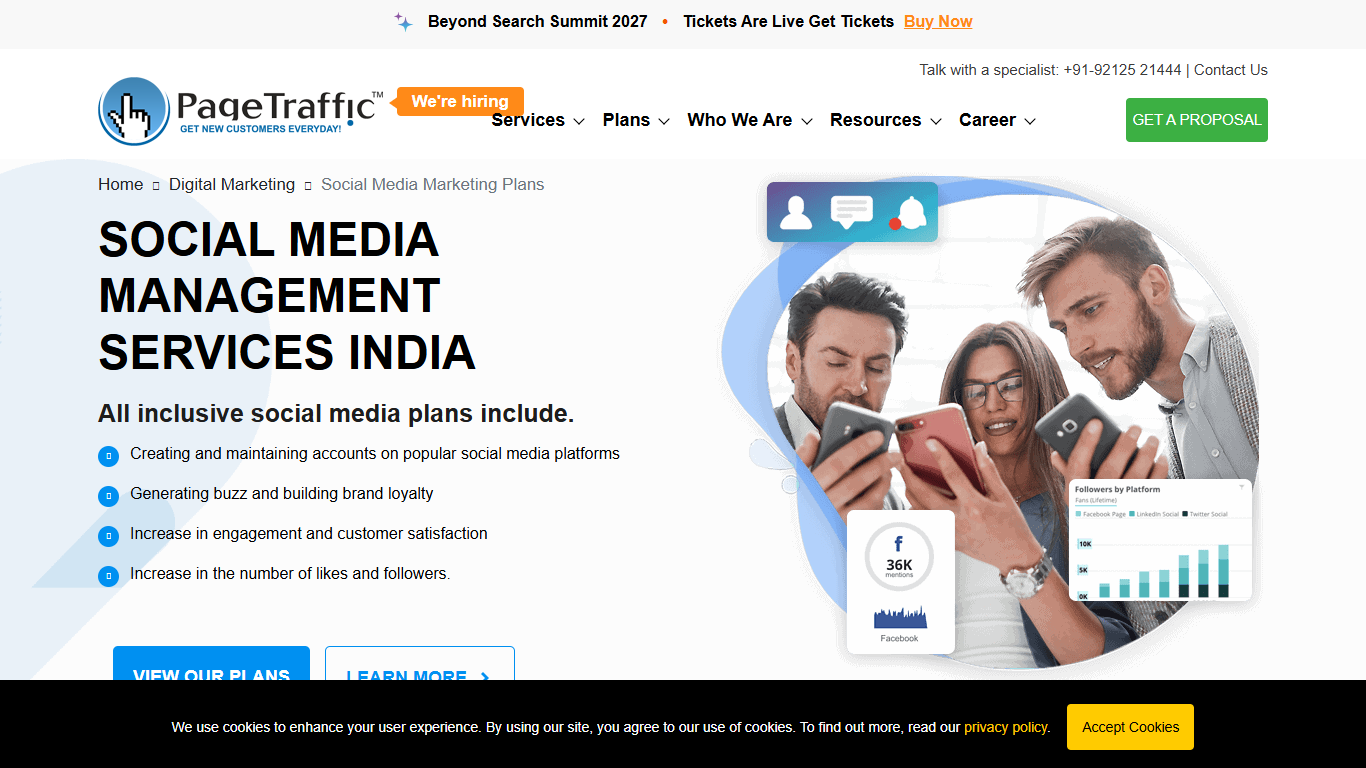 Beyond Search Summit 2027 • Tickets Are Live Get Tickets Buy Now
Talk with a specialist: +91-92125 21444 | Contact Us
PageTraffic™
GET NEW CUSTOMERS EVERYDAY!
We're hiring
Services Plans Who We Are Resources Career
GET A PROPOSAL
Home Digital Marketing Social Media Marketing Plans
SOCIAL MEDIA
MANAGEMENT
SERVICES INDIA
All inclusive social media plans include.
Creating and maintaining accounts on popular social media platforms
Generating buzz and building brand loyalty
Increase in engagement and customer satisfaction
Increase in the number of likes and followers.
VIEW OUR PLANS
LEARN MORE
f
36K
mentions
Facebook
Followers by Platform
Fans (Lifetime)
Facebook Page LinkedIn Social Twitter Social
10K
5K
0K
We use cookies to enhance your user experience. By using our site, you agree to our use of cookies. To find out more, read our privacy policy.
Accept Cookies